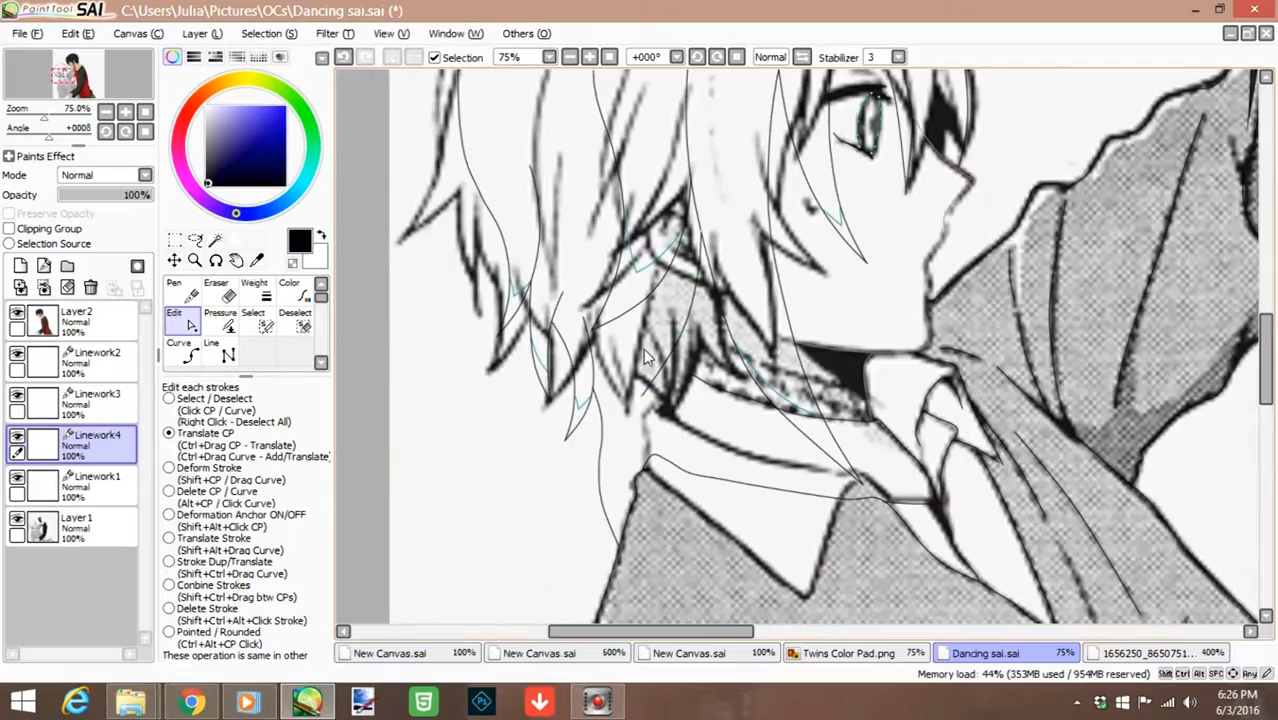 PaintTool SAI C:\Users\Julia\Pictures\OCs\Dancing sai.sai (*)
File (F) Edit (E) Canvas (C) Layer (L) Selection (S) Filter (T) View (V) Window (W) Others (O)
Selection 75% +000° Normal Stabilizer 3
Zoom 75.0%
Angle +000θ
Paints Effect
Mode Normal
Opacity 100%
Preserve Opacity
Clipping Group
Selection Source
Layer2
Normal
100%
Linework2
Normal
100%
Linework3
Normal
100%
Linework4
Normal
100%
Linework1
Normal
100%
Layer1
Normal
100%
Pen Eraser Weight Color
Edit Pressure Select Deselect
Curve Line
Edit each strokes
Select / Deselect
(Click CP / Curve)
(Right Click - Deselect All)
Translate CP
(Ctrl+Drag CP - Translate)
(Ctrl+Drag Curve - Add/Translate)
Deform Stroke
(Shift+CP / Drag Curve)
Delete CP / Curve
(Alt+CP / Click Curve)
Deformation Anchor ON/OFF
(Shift+Alt+Click CP)
Translate Stroke
(Shift+Alt+Drag Curve)
Stroke Dup/Translate
(Shift+Ctrl+Drag Curve)
Conbine Strokes
(Shift+Ctrl+Drag btw CPs)
Delete Stroke
(Shift+Ctrl+Alt+Click Stroke)
Pointed / Rounded
(Alt+Ctrl+CP Click)
These operation is same in other
New Canvas.sai 100% New Canvas.sai 600% New Canvas.sai 100% Twins Color Pad.png 75% Dancing sai.sai 75% 1656250_8650751... 400%
Memory load: 44% (353MB used / 954MB reserved) Shift Ctrl Alt SPC Any
6:26 PM
6/3/2016